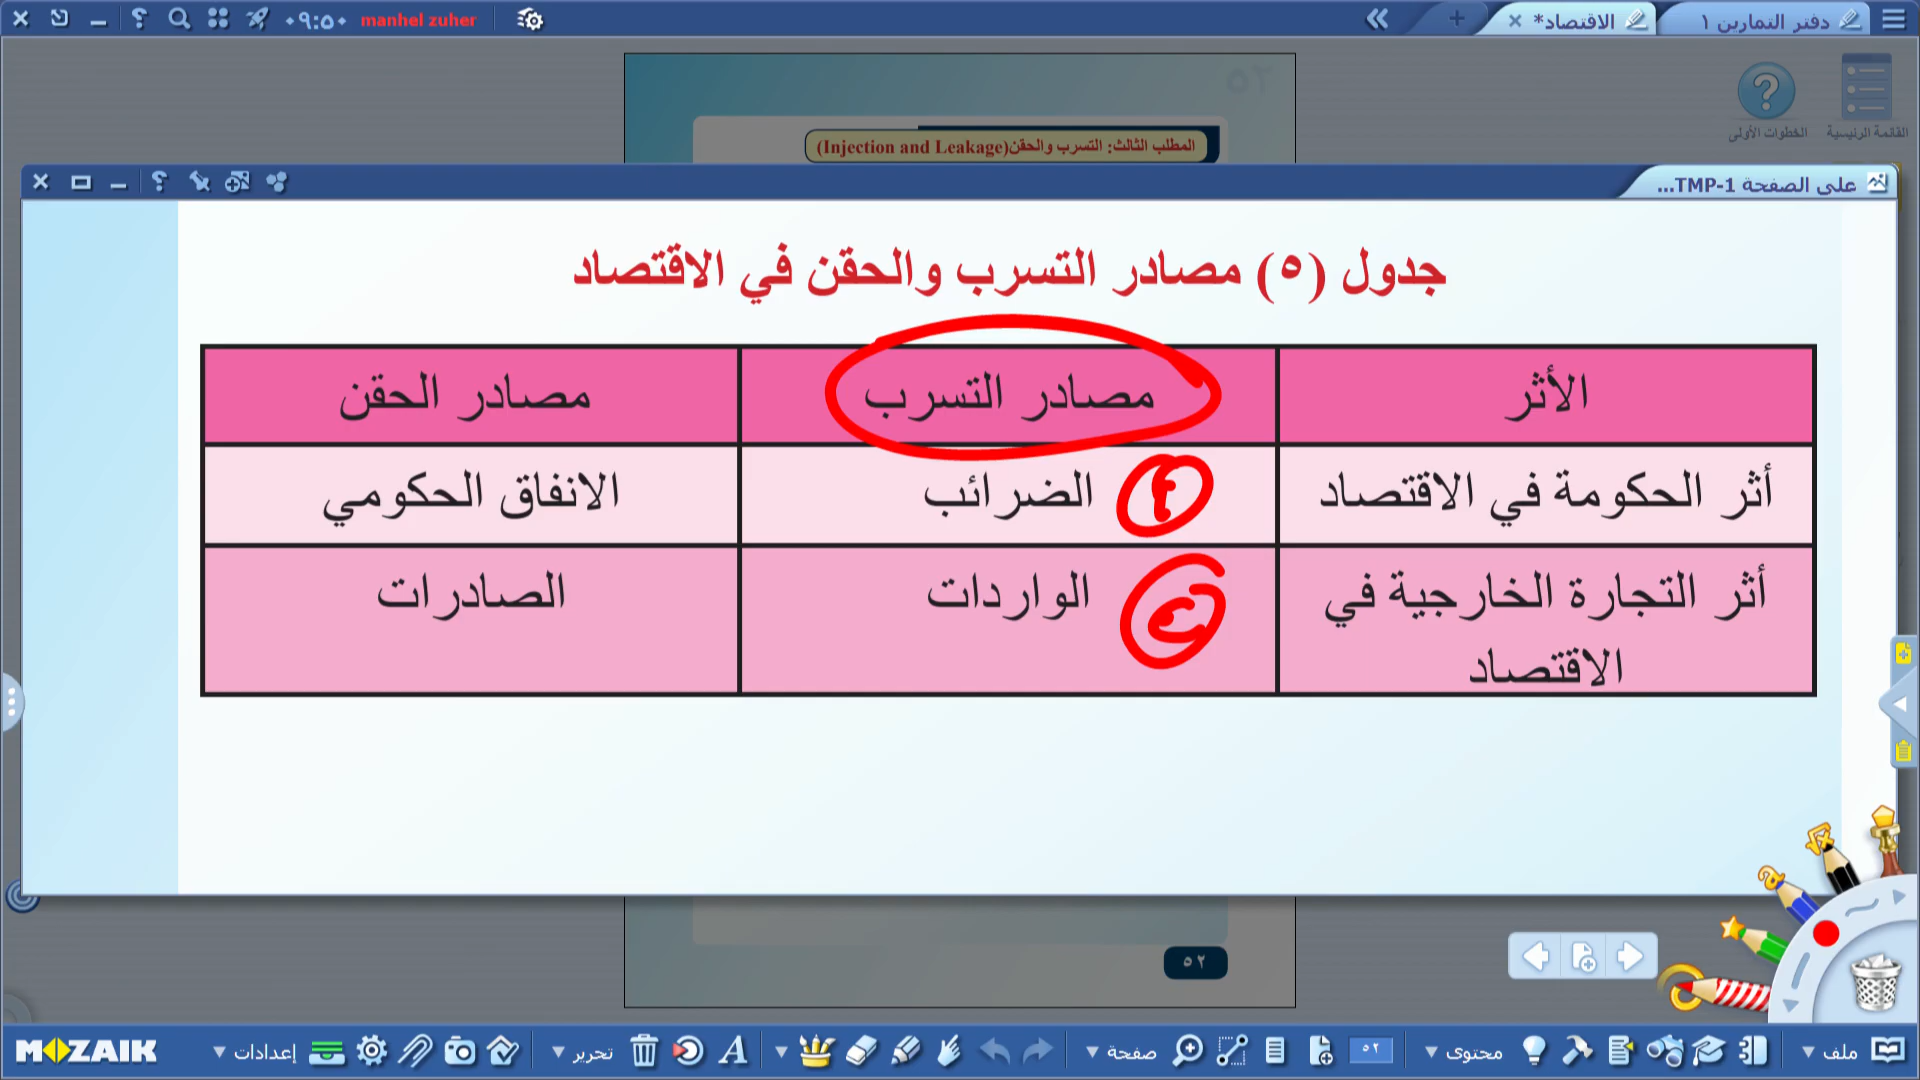 دفتر التمارين ١
الاقتصاد*
manhel zuher
٠٩:٥٠
القائمة الرئيسية
الخطوات الأولى
٥٢
المطلب الثالث: التسرب والحقن(Injection and Leakage)
على الصفحة TMP-1...
جدول (٥) مصادر التسرب والحقن في الاقتصاد
الأثر
مصادر التسرب
مصادر الحقن
أثر الحكومة في الاقتصاد
الضرائب
الانفاق الحكومي
أثر التجارة الخارجية في
الاقتصاد
الواردات
الصادرات
٥٢
ملف
محتوى
٥٢
صفحة
تحرير
إعدادات
MOZAIK